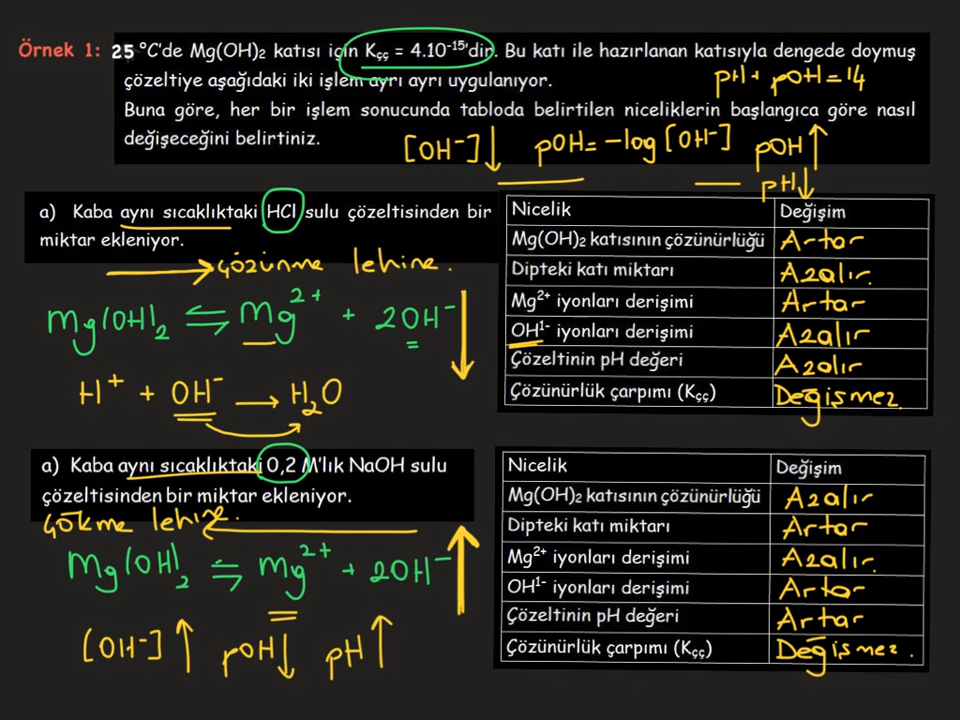 Örnek 1: 25 °C'de Mg(OH)₂ katısı için Kçç = 4.10⁻¹⁵'dir. Bu katı ile hazırlanan katısıyla dengede doymuş
çözeltiye aşağıdaki iki işlem ayrı ayrı uygulanıyor.
pH + pOH = 14
Buna göre, her bir işlem sonucunda tabloda belirtilen niceliklerin başlangıca göre nasıl
değişeceğini belirtiniz.
[OH⁻]↓ pOH = -log [OH⁻] pOH↑
pH↓
a) Kaba aynı sıcaklıktaki HCl sulu çözeltisinden bir
miktar ekleniyor.
→ çözünme lehine.
Mg(OH)₂ ⇌ Mg²⁺ + 2OH⁻ ↓
H⁺ + OH⁻ → H₂O
Nicelik Değişim
Mg(OH)₂ katısının çözünürlüğü Artar
Dipteki katı miktarı Azalır.
Mg²⁺ iyonları derişimi Artar
OH¹⁻ iyonları derişimi Azalır
Çözeltinin pH değeri Azalır
Çözünürlük çarpımı (Kçç) Değişmez.
a) Kaba aynı sıcaklıktaki 0,2 M'lık NaOH sulu
çözeltisinden bir miktar ekleniyor.
çökme lehine. ←
Mg(OH)₂ ⇌ Mg²⁺ + 2OH⁻ ↑
[OH⁻]↑ pOH↓ pH↑
Nicelik Değişim
Mg(OH)₂ katısının çözünürlüğü Azalır
Dipteki katı miktarı Artar
Mg²⁺ iyonları derişimi Azalır.
OH¹⁻ iyonları derişimi Artar
Çözeltinin pH değeri Artar
Çözünürlük çarpımı (Kçç) Değişmez.